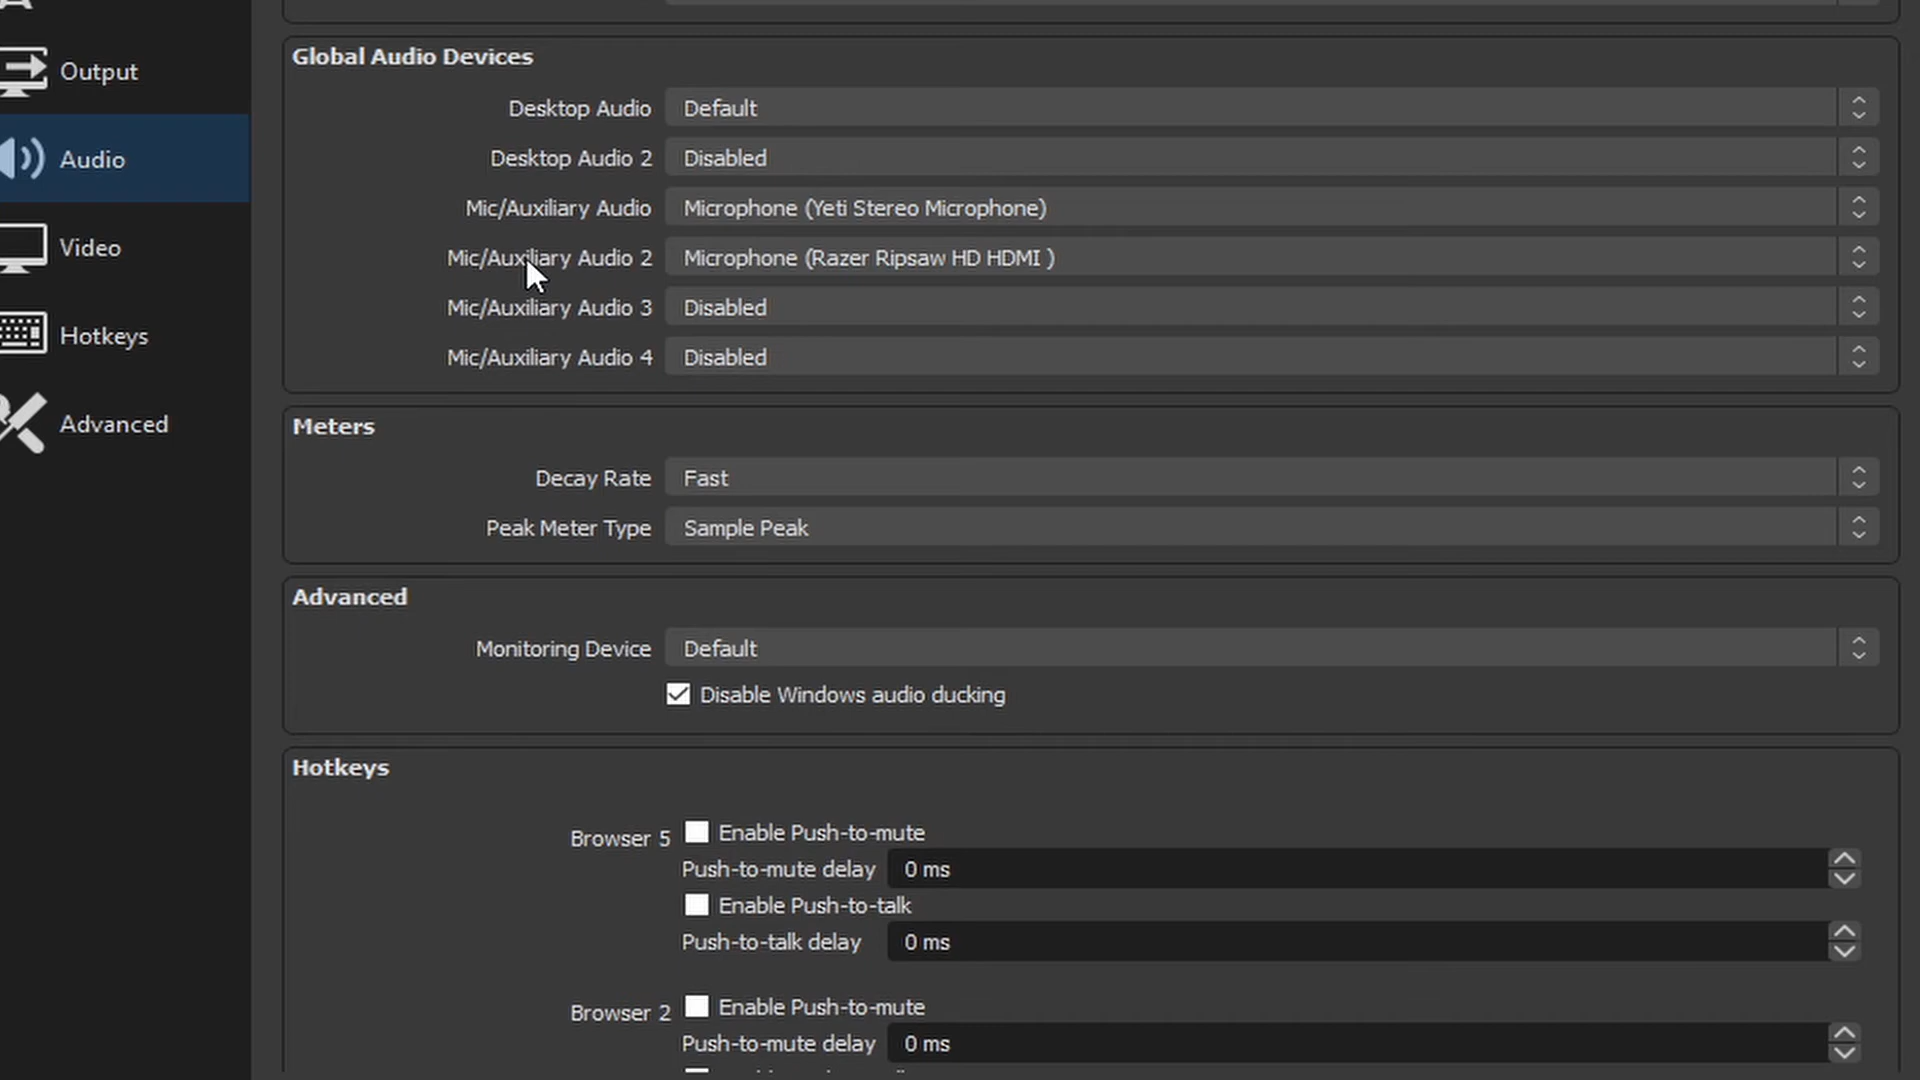 Output
Audio
Video
Hotkeys
Advanced
Global Audio Devices
Desktop Audio Default
Desktop Audio 2 Disabled
Mic/Auxiliary Audio Microphone (Yeti Stereo Microphone)
Mic/Auxiliary Audio 2 Microphone (Razer Ripsaw HD HDMI )
Mic/Auxiliary Audio 3 Disabled
Mic/Auxiliary Audio 4 Disabled
Meters
Decay Rate Fast
Peak Meter Type Sample Peak
Advanced
Monitoring Device Default
Disable Windows audio ducking
Hotkeys
Browser 5 Enable Push-to-mute
Push-to-mute delay 0 ms
Enable Push-to-talk
Push-to-talk delay 0 ms
Browser 2 Enable Push-to-mute
Push-to-mute delay 0 ms